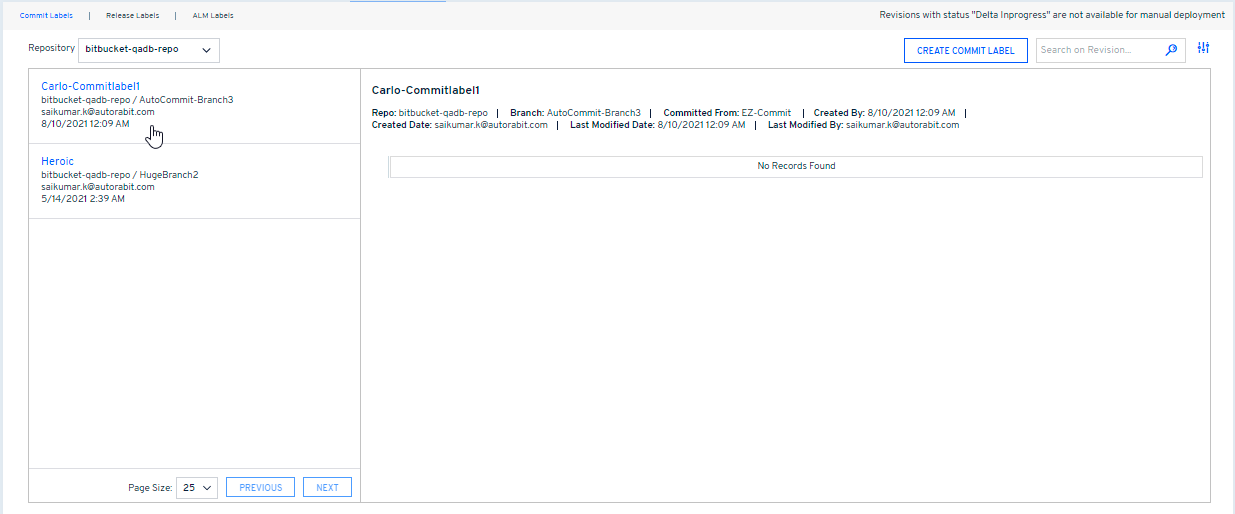 Commit Labels | Release Labels | ALM Labels
Revisions with status "Delta Inprogress" are not available for manual deployment
Repository bitbucket-qadb-repo
CREATE COMMIT LABEL
Search on Revision...
Carlo-Commitlabel1
bitbucket-qadb-repo / AutoCommit-Branch3
saikumar.k@autorabit.com
8/10/2021 12:09 AM
Heroic
bitbucket-qadb-repo / HugeBranch2
saikumar.k@autorabit.com
5/14/2021 2:39 AM
Page Size: 25 PREVIOUS NEXT
Carlo-Commitlabel1
Repo: bitbucket-qadb-repo | Branch: AutoCommit-Branch3 | Committed From: EZ-Commit | Created By: 8/10/2021 12:09 AM |
Created Date: saikumar.k@autorabit.com | Last Modified Date: 8/10/2021 12:09 AM | Last Modified By: saikumar.k@autorabit.com
No Records Found